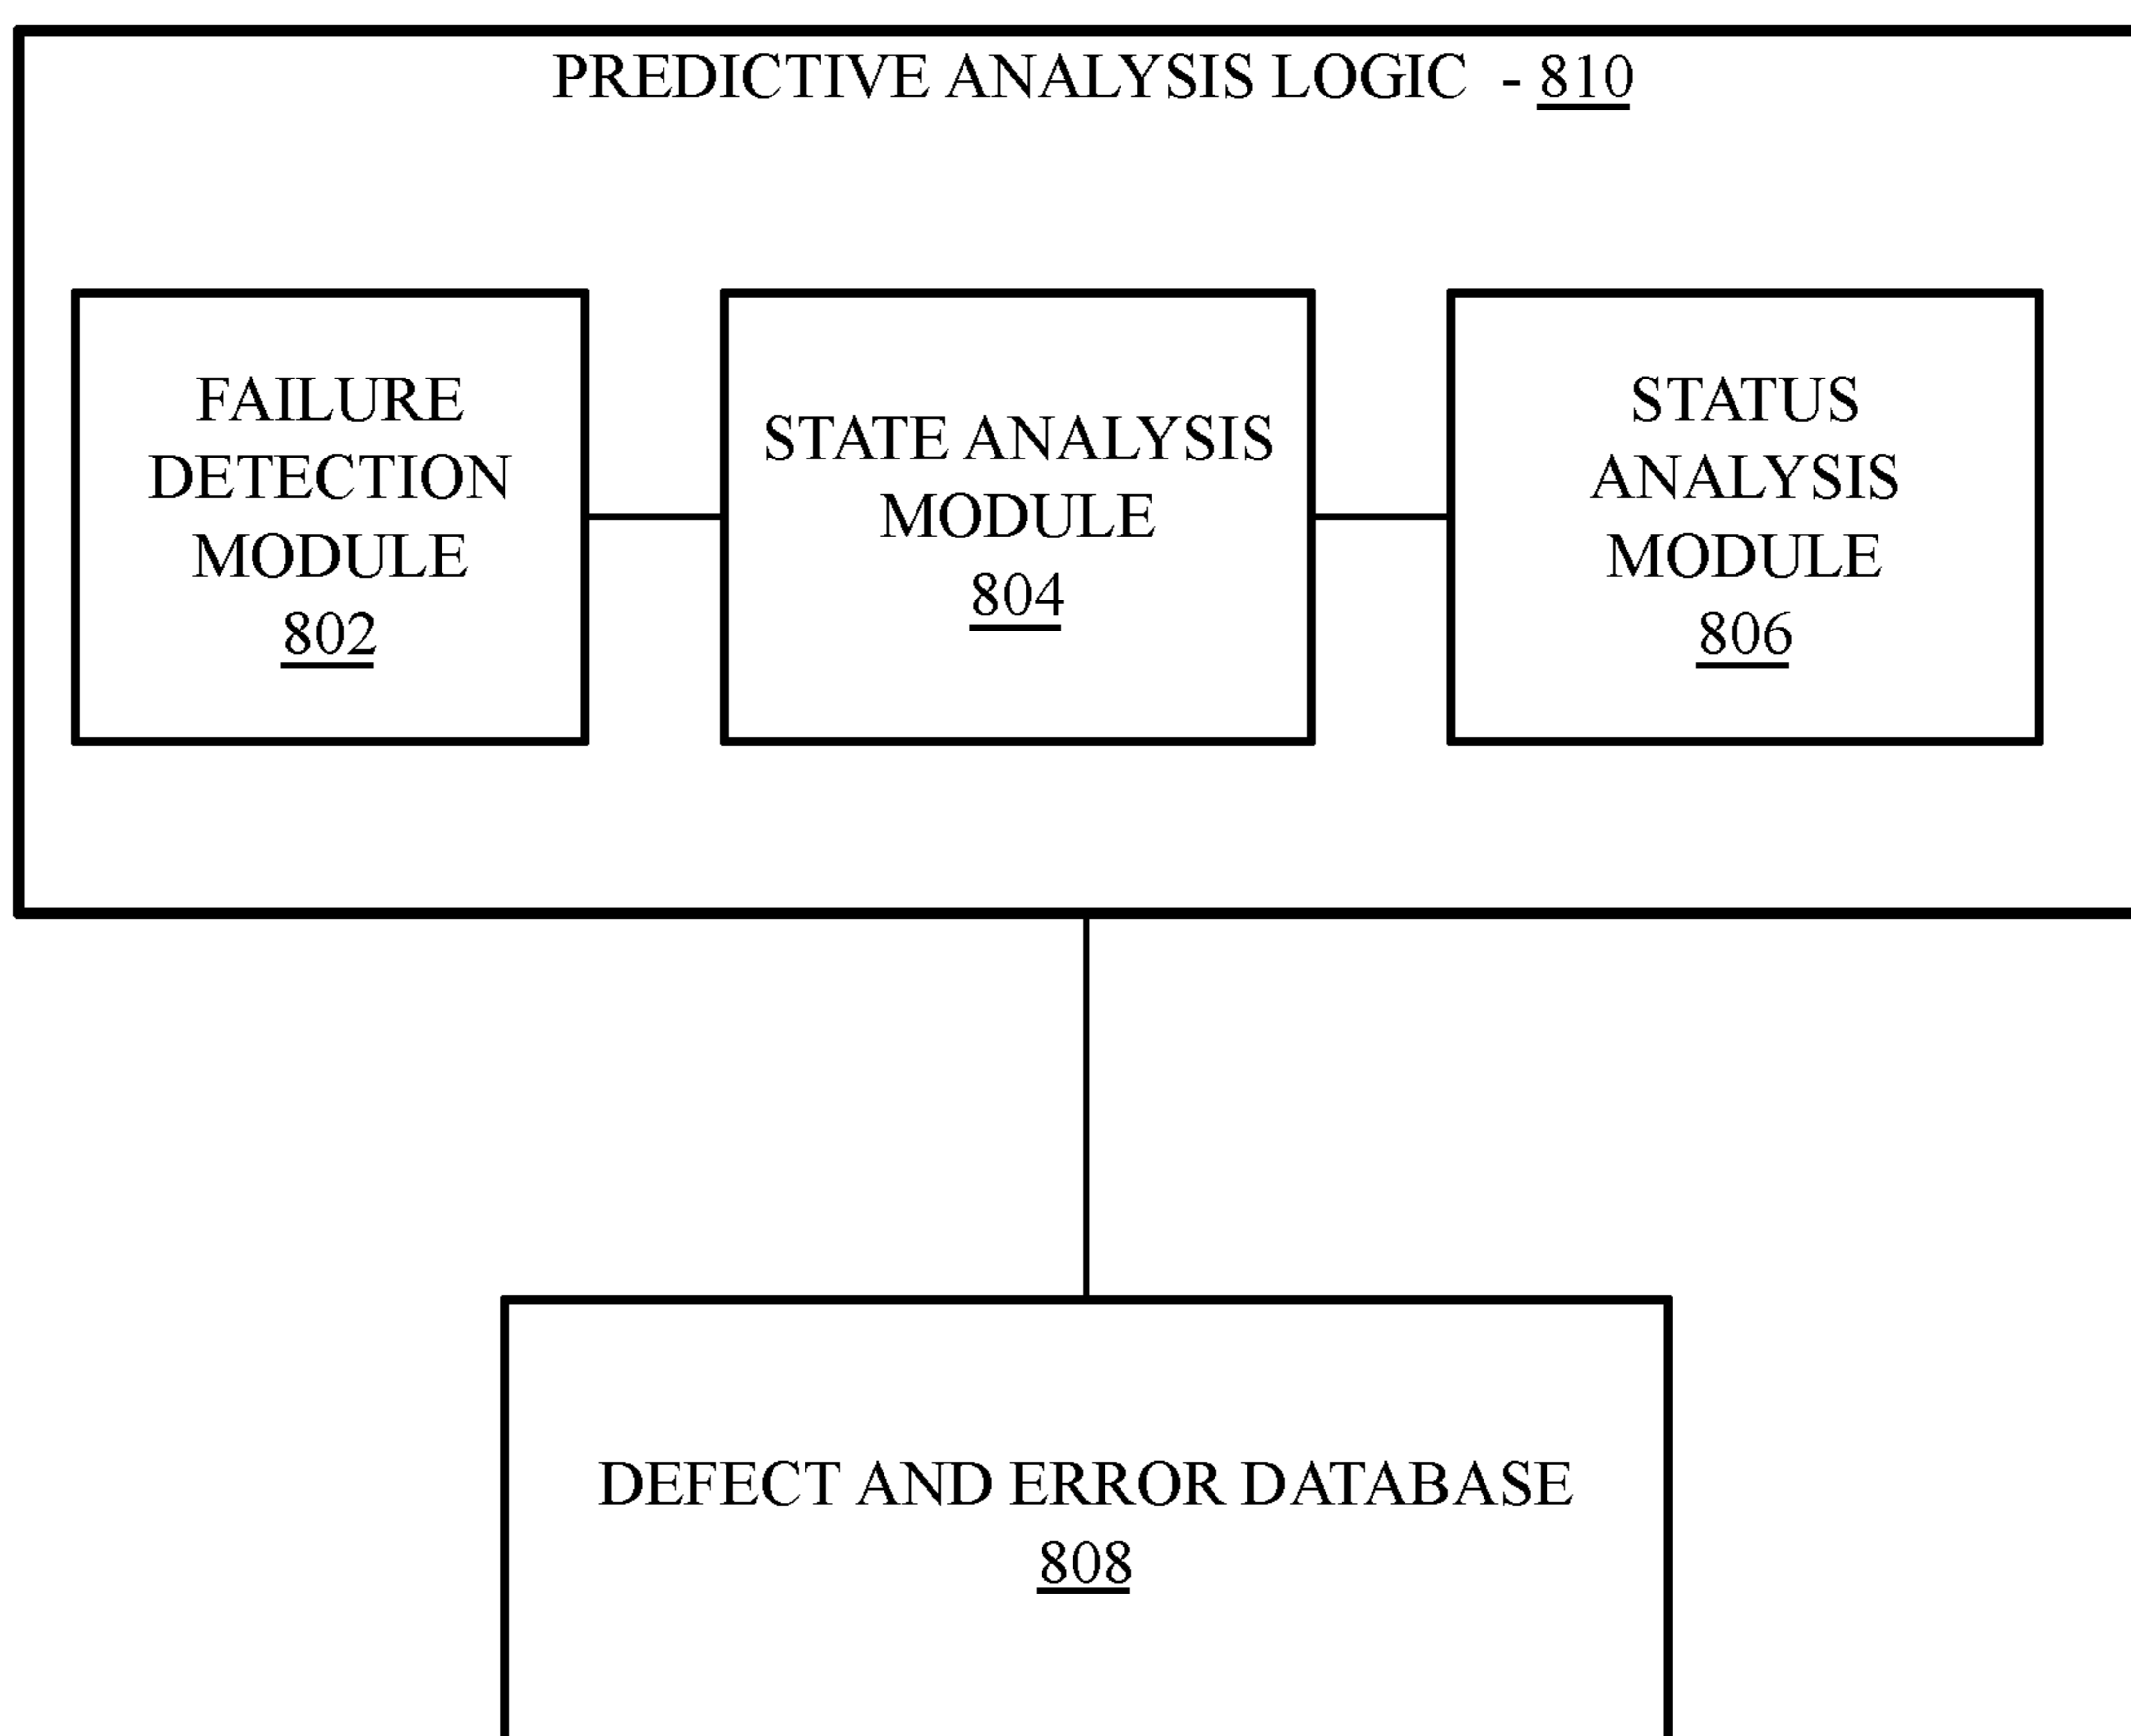 PREDICTIVE ANALYSIS LOGIC - 810
FAILURE
DETECTION
MODULE
802
STATE ANALYSIS
MODULE
804
STATUS
ANALYSIS
MODULE
806
DEFECT AND ERROR DATABASE
808